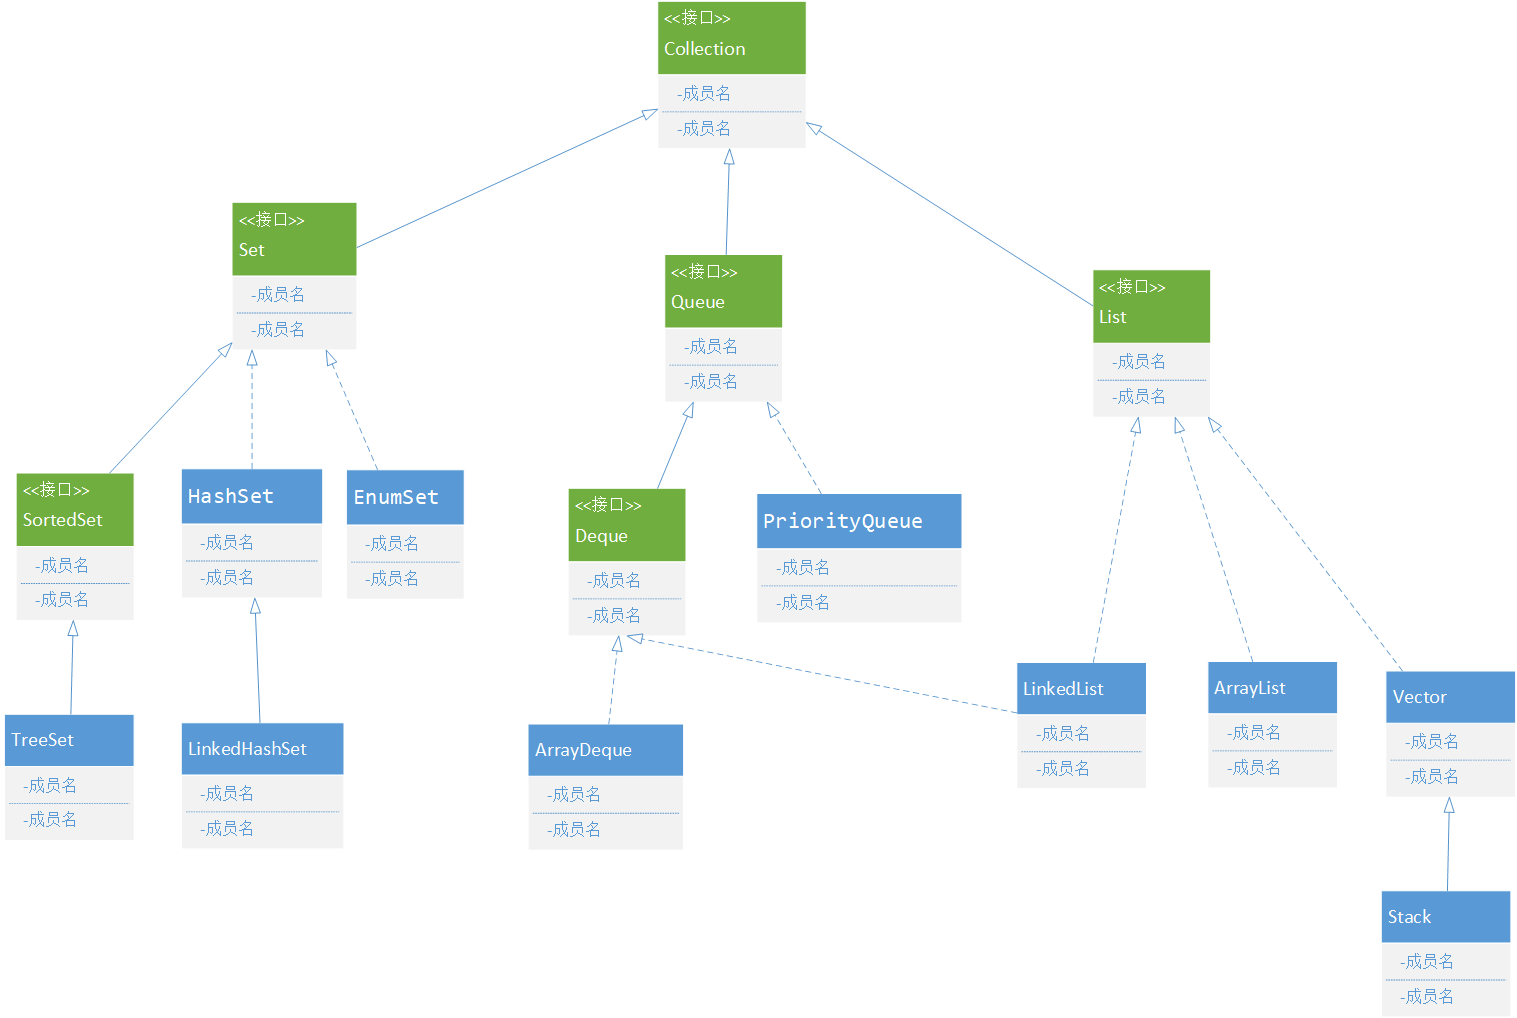 <<接口>>
Collection
-成员名
-成员名
<<接口>>
Set
-成员名
-成员名
<<接口>>
Queue
-成员名
-成员名
<<接口>>
List
-成员名
-成员名
<<接口>>
SortedSet
-成员名
-成员名
HashSet
-成员名
-成员名
EnumSet
-成员名
-成员名
<<接口>>
Deque
-成员名
-成员名
PriorityQueue
-成员名
-成员名
LinkedList
-成员名
-成员名
ArrayList
-成员名
-成员名
Vector
-成员名
-成员名
TreeSet
-成员名
-成员名
LinkedHashSet
-成员名
-成员名
ArrayDeque
-成员名
-成员名
Stack
-成员名
-成员名